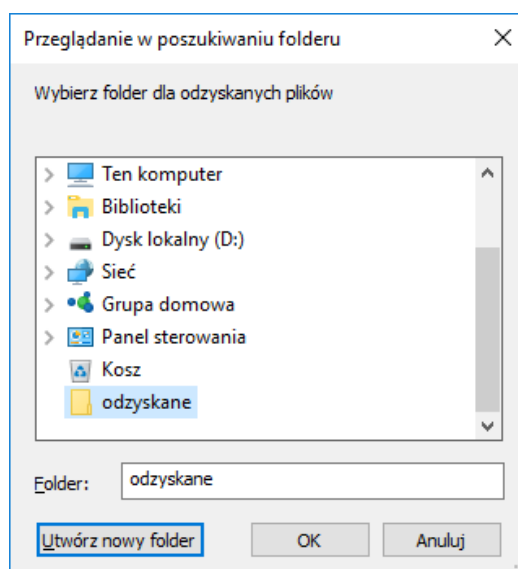 Przeglądanie w poszukiwaniu folderu
Wybierz folder dla odzyskanych plików
Ten komputer
Biblioteki
Dysk lokalny (D:)
Sieć
Grupa domowa
Panel sterowania
Kosz
odzyskane
Folder: odzyskane
Utwórz nowy folder OK Anuluj